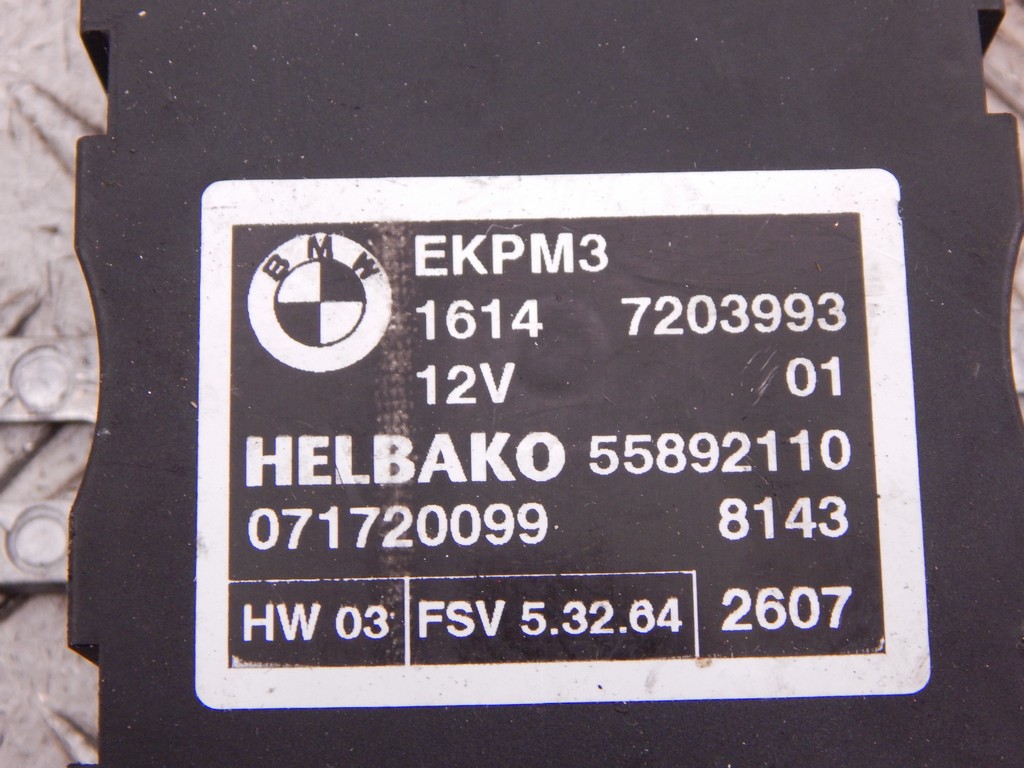 BMW
EKPM3
1614 7203993
12V 01
HELBAKO 55892110
071720099 8143
HW 03 FSV 5.32.64 2607